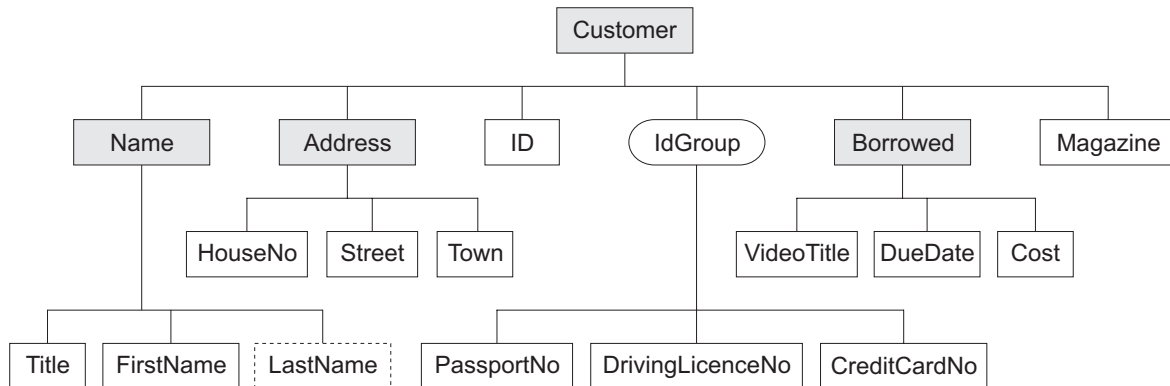 Customer
Name Address ID IdGroup Borrowed Magazine
HouseNo Street Town VideoTitle DueDate Cost
Title FirstName LastName PassportNo DrivingLicenceNo CreditCardNo